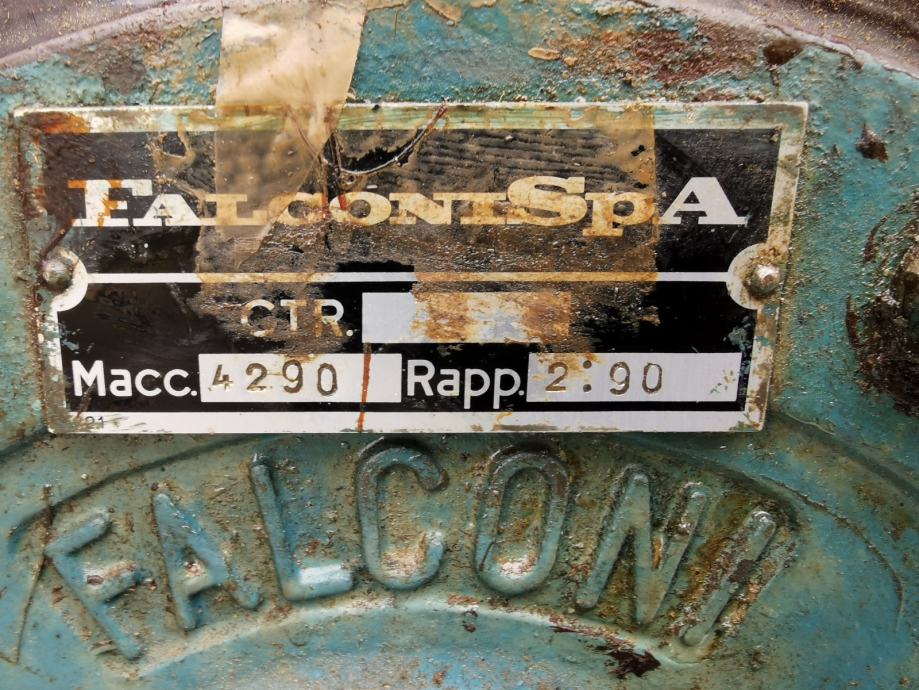 FALCONI SpA
CTR.
Macc. 4290 Rapp. 2:90
FALCONI